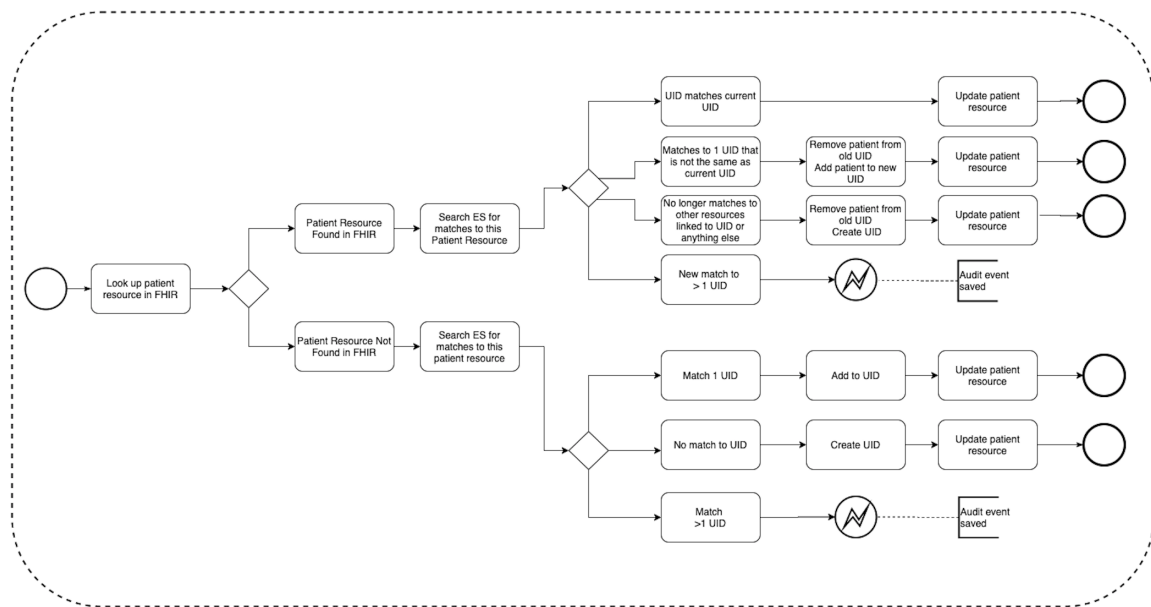 Look up patient
resource in FHIR
Patient Resource
Found in FHIR
Search ES for
matches to this
Patient Resource
UID matches current
UID
Update patient
resource
Matches to 1 UID that
is not the same as
current UID
Remove patient from
old UID
Add patient to new
UID
Update patient
resource
No longer matches to
other resources
linked to UID or
anything else
Remove patient from
old UID
Create UID
Update patient
resource
New match to
> 1 UID
Audit event
saved
Patient Resource Not
Found in FHIR
Search ES for
matches to this
patient resource
Match 1 UID
Add to UID
Update patient
resource
No match to UID
Create UID
Update patient
resource
Match
>1 UID
Audit event
saved